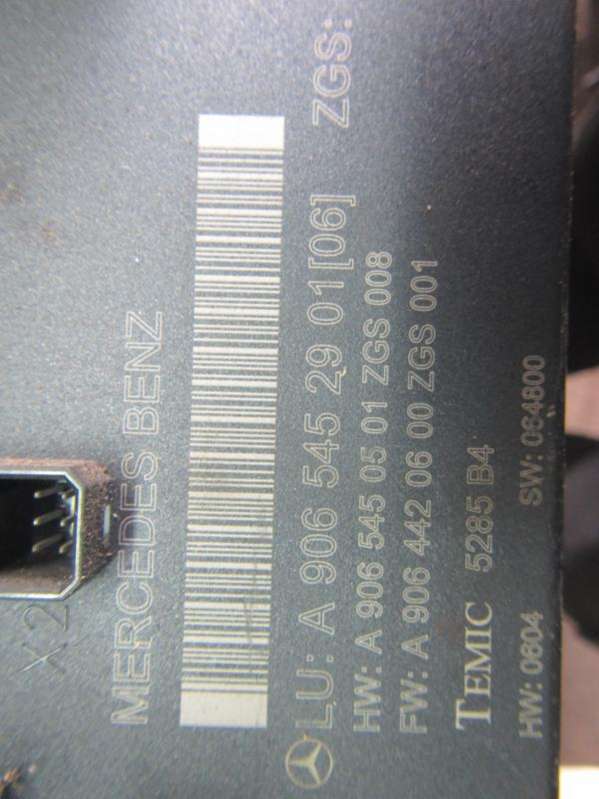 X2
MERCEDES BENZ
LU: A 906 545 29 01 [06] ZGS:
HW: A 906 545 05 01 ZGS 008
FW: A 906 442 06 00 ZGS 001
TEMIC 5285 B4
HW: 0604 SW: 064800